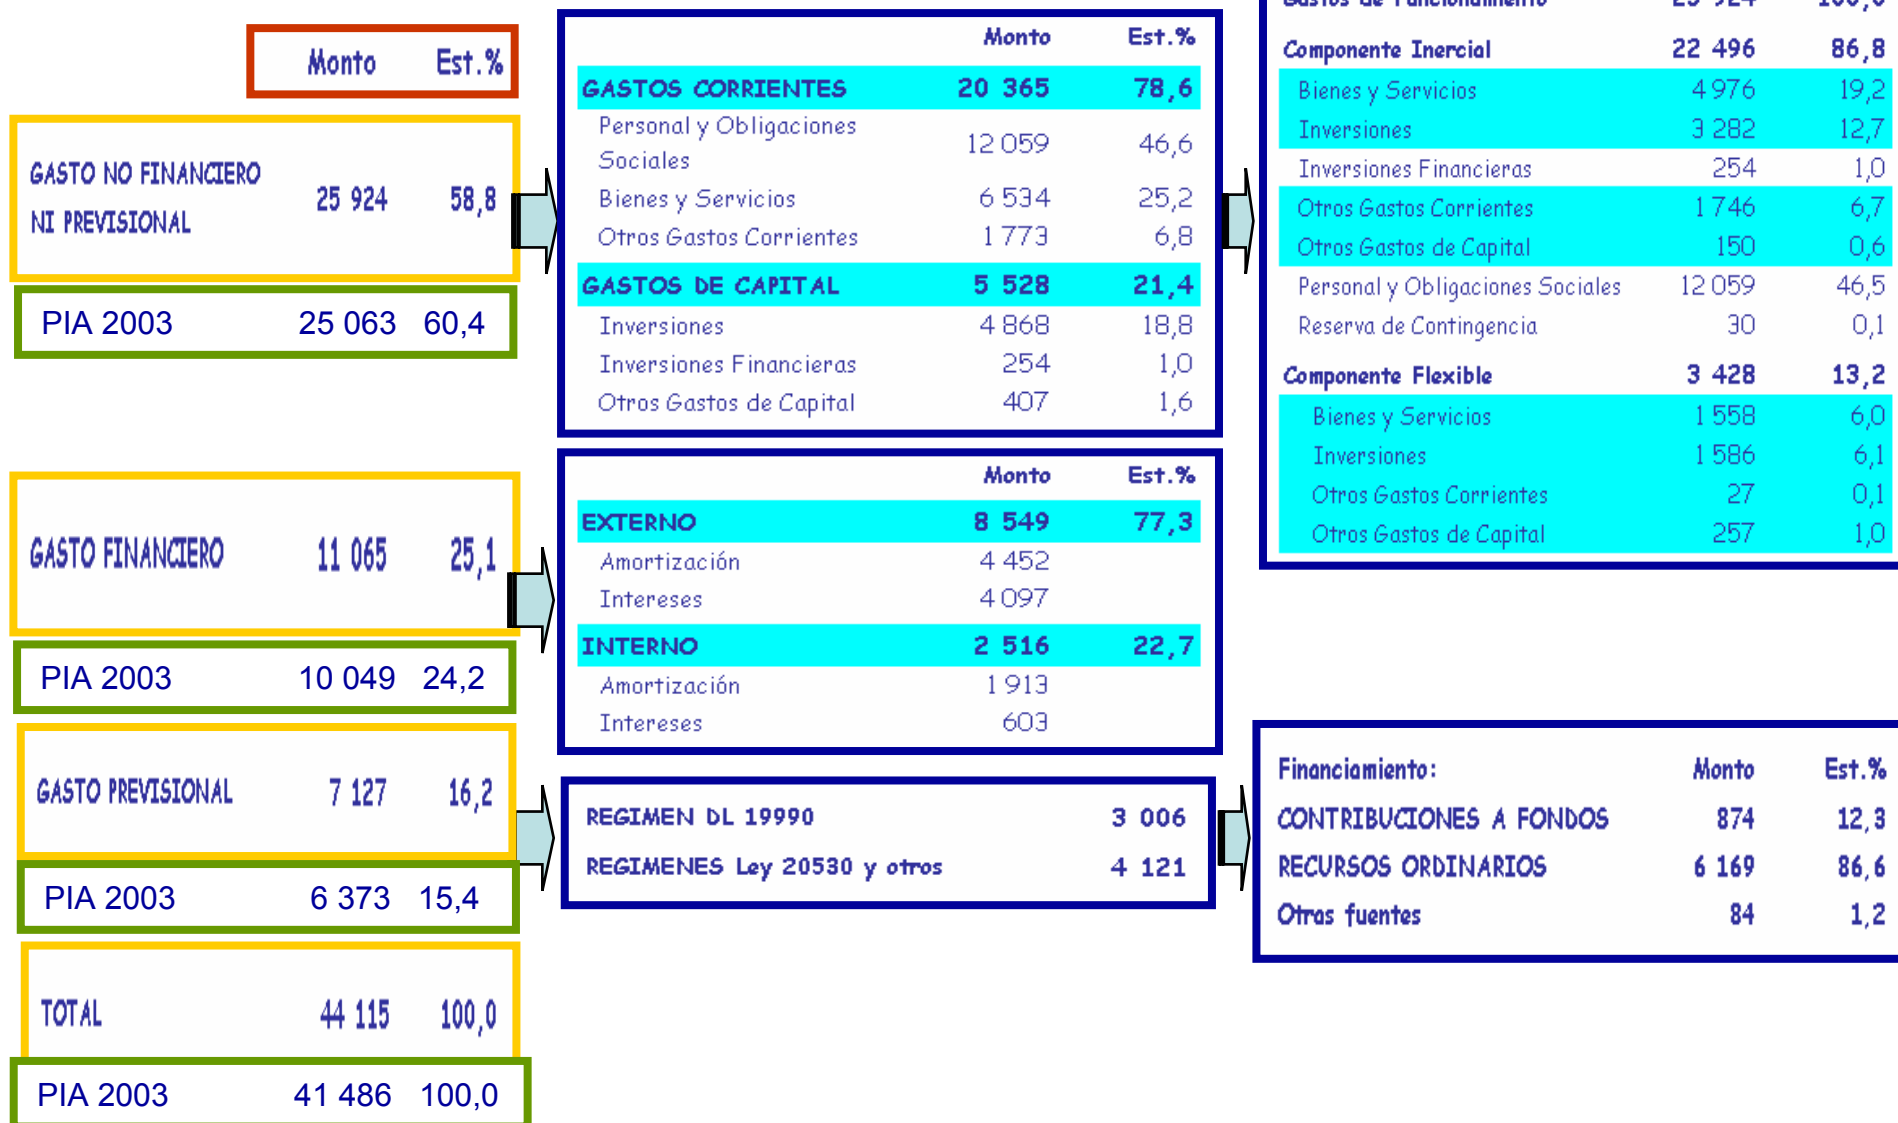 Monto Est.%
GASTO NO FINANCIERO
NI PREVISIONAL
25 924 58,8
PIA 2003 25 063 60,4
GASTO FINANCIERO 11 065 25,1
PIA 2003 10 049 24,2
GASTO PREVISIONAL 7 127 16,2
PIA 2003 6 373 15,4
TOTAL 44 115 100,0
PIA 2003 41 486 100,0
Monto Est.%
GASTOS CORRIENTES 20 365 78,6
Personal y Obligaciones
Sociales
12 059 46,6
Bienes y Servicios 6 534 25,2
Otros Gastos Corrientes 1 773 6,8
GASTOS DE CAPITAL 5 528 21,4
Inversiones 4 868 18,8
Inversiones Financieras 254 1,0
Otros Gastos de Capital 407 1,6
Monto Est.%
EXTERNO 8 549 77,3
Amortización 4 452
Intereses 4 097
INTERNO 2 516 22,7
Amortización 1 913
Intereses 603
REGIMEN DL 19990 3 006
REGIMENES Ley 20530 y otros 4 121
Gastos de Funcionamiento 25 924 100,0
Componente Inercial 22 496 86,8
Bienes y Servicios 4 976 19,2
Inversiones 3 282 12,7
Inversiones Financieras 254 1,0
Otros Gastos Corrientes 1 746 6,7
Otros Gastos de Capital 150 0,6
Personal y Obligaciones Sociales 12 059 46,5
Reserva de Contingencia 30 0,1
Componente Flexible 3 428 13,2
Bienes y Servicios 1 558 6,0
Inversiones 1 586 6,1
Otros Gastos Corrientes 27 0,1
Otros Gastos de Capital 257 1,0
Financiamiento: Monto Est.%
CONTRIBUCIONES A FONDOS 874 12,3
RECURSOS ORDINARIOS 6 169 86,6
Otras fuentes 84 1,2